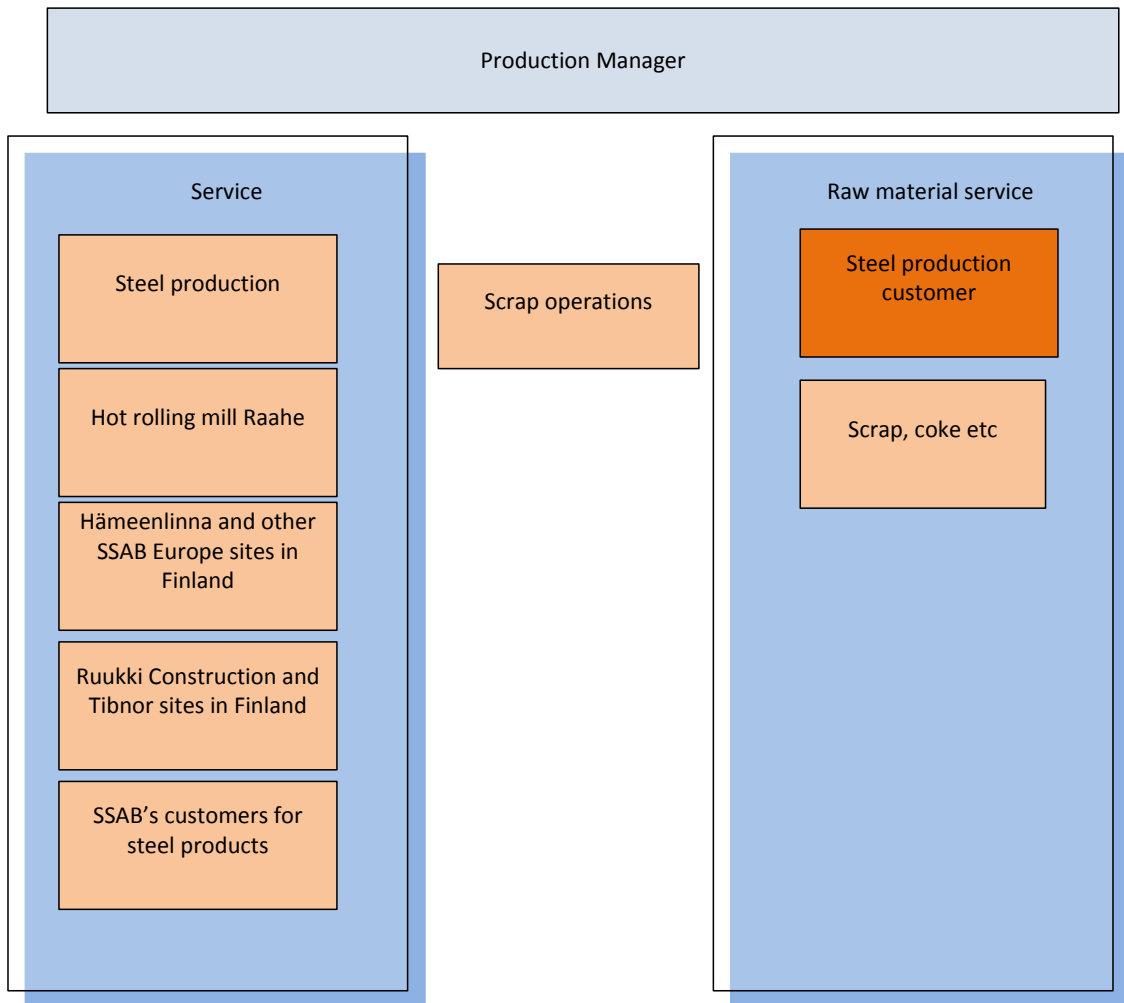 Production Manager
Service
Steel production
Hot rolling mill Raahe
Hämeenlinna and other
SSAB Europe sites in
Finland
Ruukki Construction and
Tibnor sites in Finland
SSAB’s customers for
steel products
Scrap operations
Raw material service
Steel production
customer
Scrap, coke etc